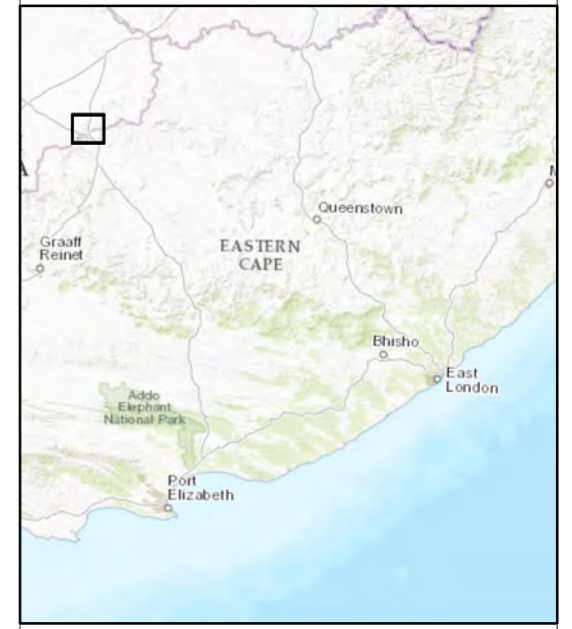 Queenstown
EASTERN
CAPE
Graaff
Reinet
Bhisho
East
London
Addo
Elephant
National Park
Port
Elizabeth